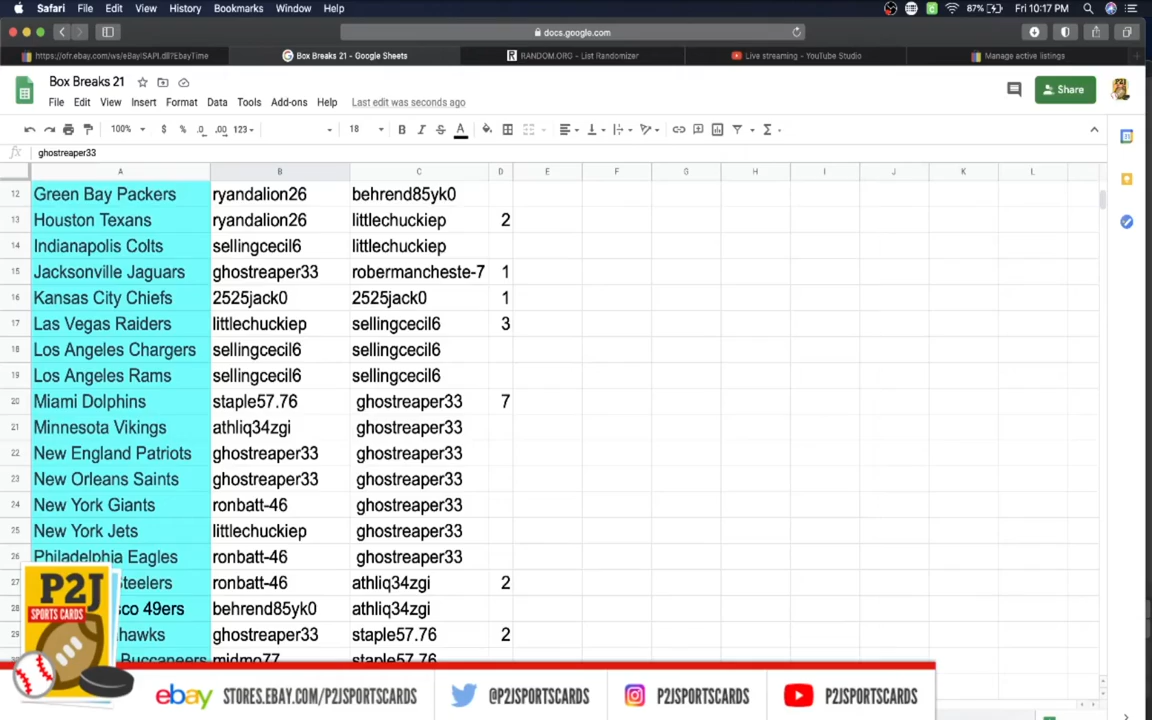 Safari File Edit View History Bookmarks Window Help 87% Fri 10:17 PM
docs.google.com
https://ofr.ebay.com/ws/eBayISAPI.dll?EbayTime Box Breaks 21 - Google Sheets RANDOM.ORG - List Randomizer Live streaming - YouTube Studio Manage active listings
Box Breaks 21
File Edit View Insert Format Data Tools Add-ons Help Last edit was seconds ago
Share
100% $ % .0 .00 123 18 B I S A
fx ghostreaper33
A B C D E F G H I J K L
12 Green Bay Packers ryandalion26 behrend85yk0
13 Houston Texans ryandalion26 littlechuckiep 2
14 Indianapolis Colts sellingcecil6 littlechuckiep
15 Jacksonville Jaguars ghostreaper33 robermancheste-7 1
16 Kansas City Chiefs 2525jack0 2525jack0 1
17 Las Vegas Raiders littlechuckiep sellingcecil6 3
18 Los Angeles Chargers sellingcecil6 sellingcecil6
19 Los Angeles Rams sellingcecil6 sellingcecil6
20 Miami Dolphins staple57.76 ghostreaper33 7
21 Minnesota Vikings athliq34zgi ghostreaper33
22 New England Patriots ghostreaper33 ghostreaper33
23 New Orleans Saints ghostreaper33 ghostreaper33
24 New York Giants ronbatt-46 ghostreaper33
25 New York Jets littlechuckiep ghostreaper33
26 Philadelphia Eagles ronbatt-46 ghostreaper33
27 Steelers ronbatt-46 athliq34zgi 2
28 sco 49ers behrend85yk0 athliq34zgi
29 hawks ghostreaper33 staple57.76 2
Buccaneers midmo77 staple57.76
P2J
SPORTS CARDS
ebay STORES.EBAY.COM/P2JSPORTSCARDS @P2JSPORTSCARDS P2JSPORTSCARDS P2JSPORTSCARDS